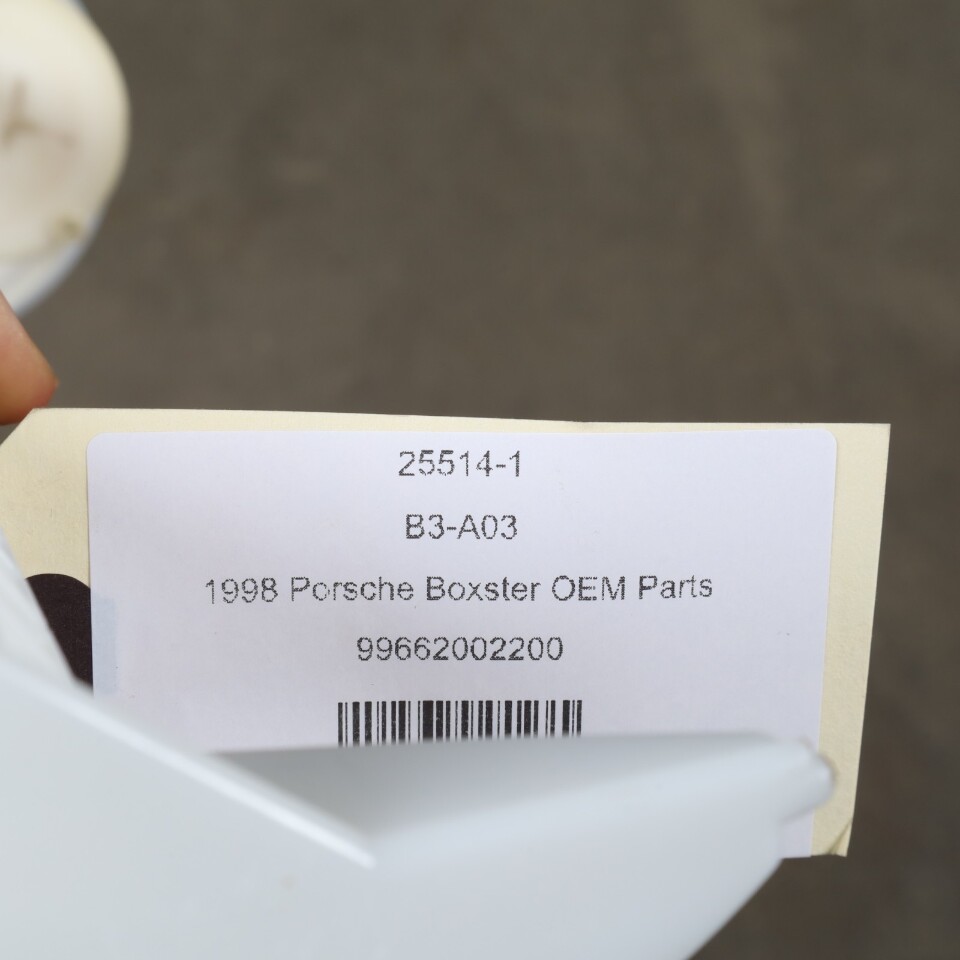 25514-1
B3-A03
1998 Porsche Boxster OEM Parts
99662002200